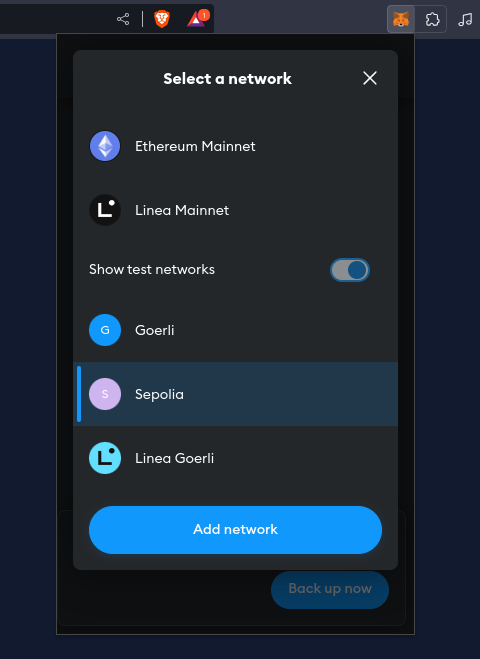 1
Select a network
Ethereum Mainnet
L Linea Mainnet
Show test networks
G Goerli
S Sepolia
L Linea Goerli
Add network
Back up now